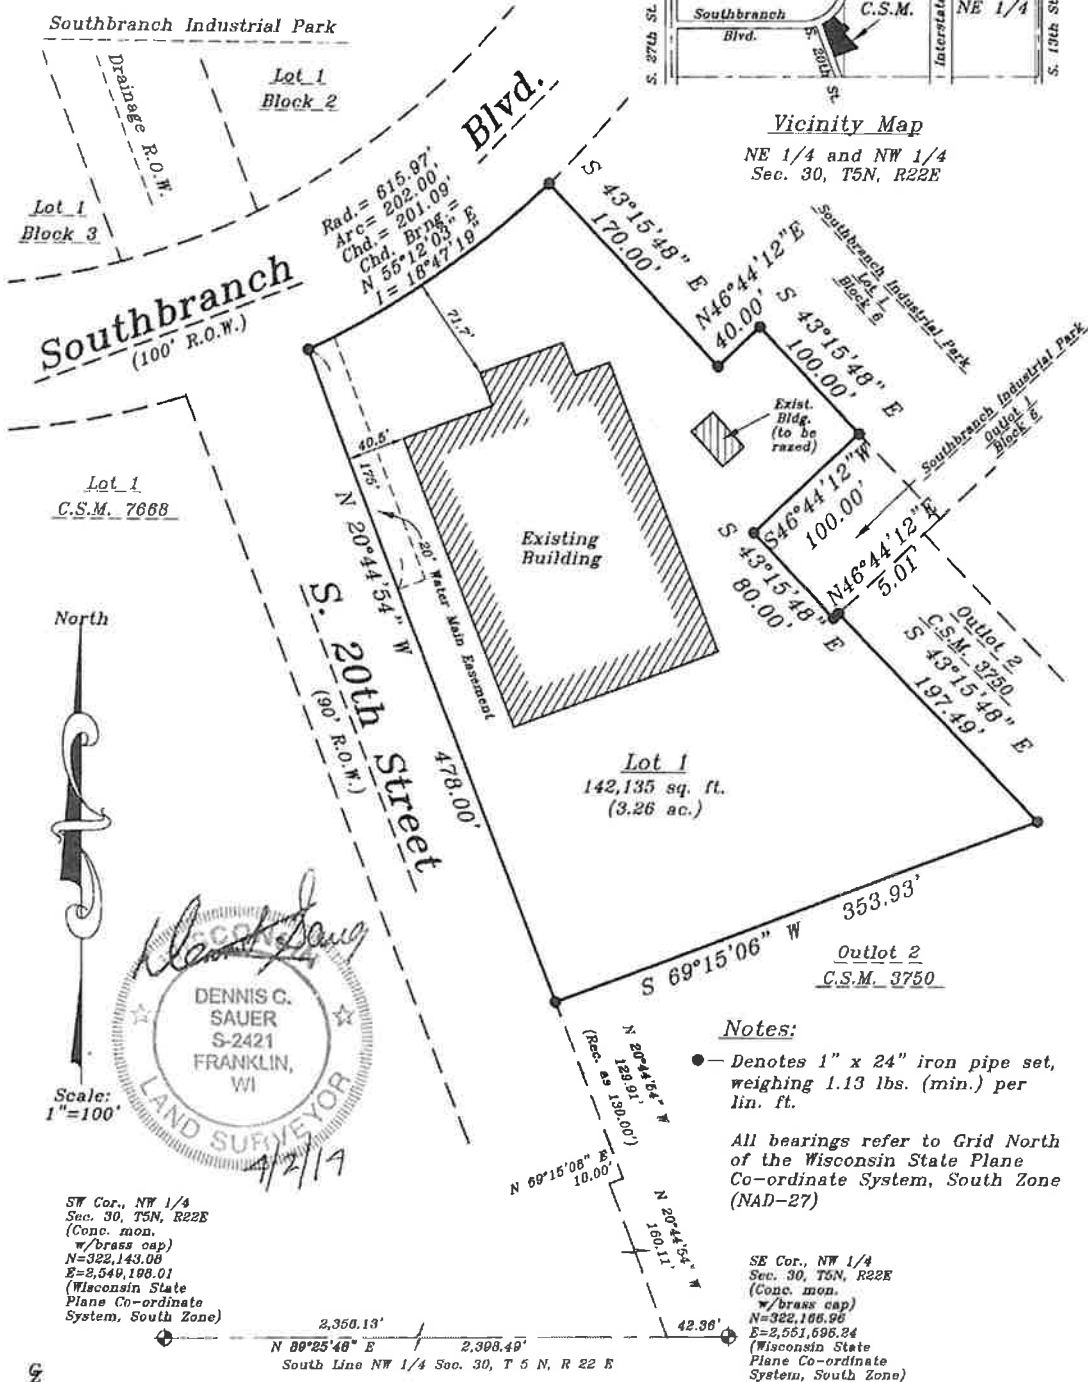 Southbranch Industrial Park
Drainage R.O.W.
Lot 1
Block 2
Lot 1
Block 3
Blvd.
Southbranch
(100' R.O.W.)
Rad. = 615.97'
Arc = 202.00'
Chd. = 201.09'
Chd. Brng. =
N 55°12'03" E
I = 18°47'19"
S. 27th St.
Southbranch
Blvd.
S. 20th St
C.S.M.
Interstate
NE 1/4
S. 13th St
Vicinity Map
NE 1/4 and NW 1/4
Sec. 30, T5N, R22E
S 43°15'48" E
170.00'
N46°44'12"E
40.00'
S 43°15'48" E
100.00'
Southbranch Industrial Park
Lot 1
Block 6
Southbranch Industrial Park
Outlot 1
Block 6
71.7'
40.5'
175'
Exist.
Bldg.
(to be
razed)
S46°44'12"W
100.00'
S 43°15'48" E
80.00'
N46°44'12"E
5.01
Outlot 2
C.S.M. 3750
S 43°15'48" E
197.49'
Existing
Building
Lot 1
C.S.M. 7668
N 20°44'54" W
478.00'
20' Water Main Easement
S. 20th Street
(90' R.O.W.)
North
Lot 1
142,135 sq. ft.
(3.26 ac.)
S 69°15'06" W 353.93'
Outlot 2
C.S.M. 3750
Scale:
1"=100'
WISCONSIN
DENNIS C.
SAUER
S-2421
FRANKLIN,
WI
LAND SURVEYOR
Notes:
● — Denotes 1" x 24" iron pipe set,
weighing 1.13 lbs. (min.) per
lin. ft.
All bearings refer to Grid North
of the Wisconsin State Plane
Co-ordinate System, South Zone
(NAD-27)
N 20°44'54" W
129.91'
(Rec. as 130.00')
N 69°15'06" E
10.00'
N 20°44'54" W
160.11'
SW Cor., NW 1/4
Sec. 30, T5N, R22E
(Conc. mon.
w/brass cap)
N=322,143.08
E=2,549,198.01
(Wisconsin State
Plane Co-ordinate
System, South Zone)
SE Cor., NW 1/4
Sec. 30, T5N, R22E
(Conc. mon.
w/brass cap)
N=322,166.96
E=2,551,596.24
(Wisconsin State
Plane Co-ordinate
System, South Zone)
2,356.13'
42.36'
N 89°25'46" E 2,398.49'
South Line NW 1/4 Sec. 30, T 5 N, R 22 E